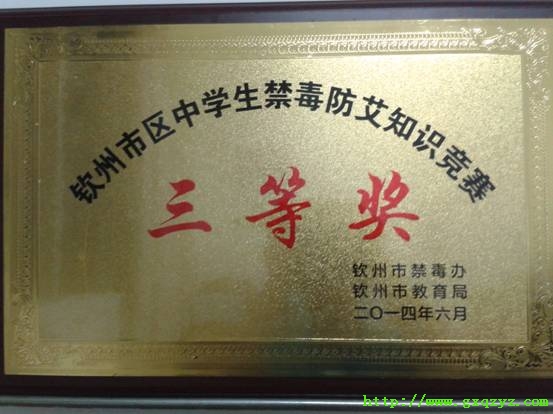 钦州市区中学生禁毒防艾知识竞赛
三等奖
钦州市禁毒办
钦州市教育局
二〇一四年六月
http://www.gzqzyz.com